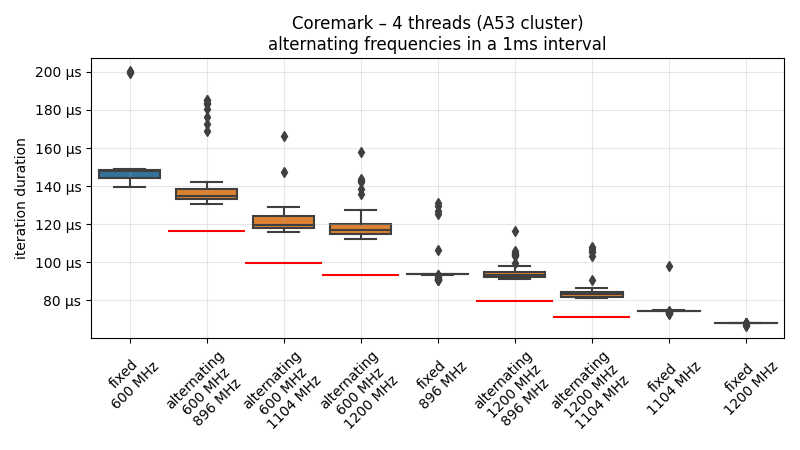 Coremark – 4 threads (A53 cluster)
alternating frequencies in a 1ms interval
iteration duration
200 µs
180 µs
160 µs
140 µs
120 µs
100 µs
80 µs
fixed
600 MHz
alternating
600 MHz
896 MHz
alternating
600 MHz
1104 MHz
alternating
600 MHz
1200 MHz
fixed
896 MHz
alternating
1200 MHz
896 MHz
alternating
1200 MHz
1104 MHz
fixed
1104 MHz
fixed
1200 MHz